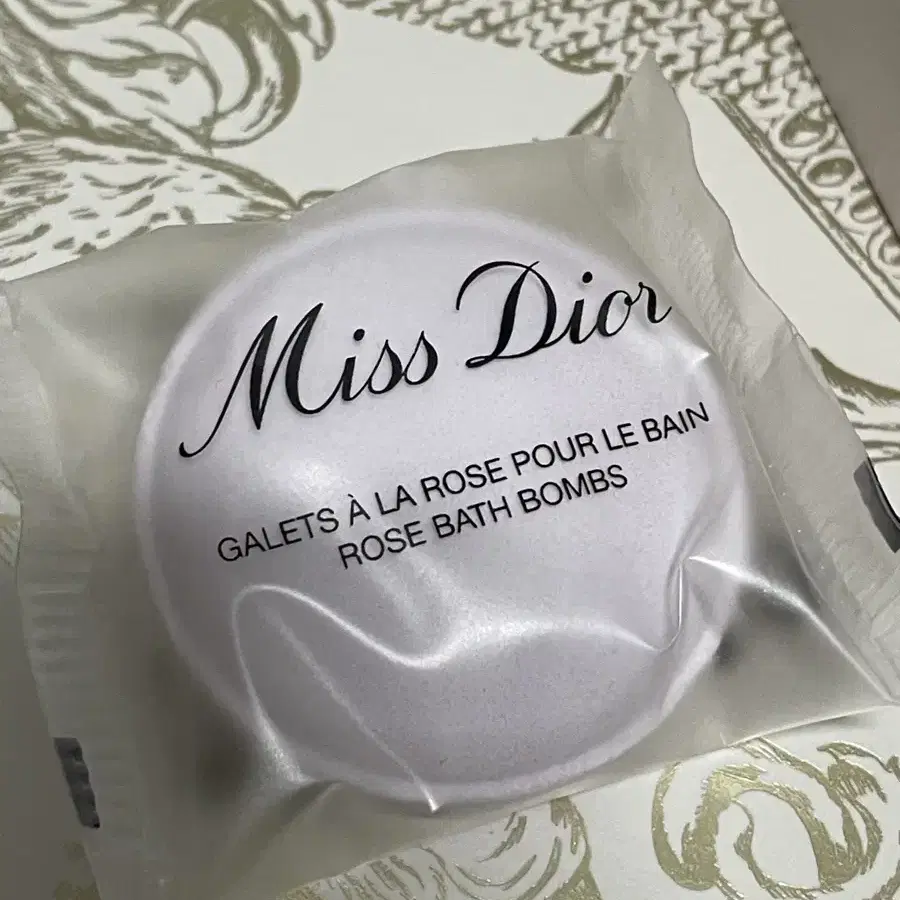 Miss Dior
GALETS À LA ROSE POUR LE BAIN
ROSE BATH BOMBS